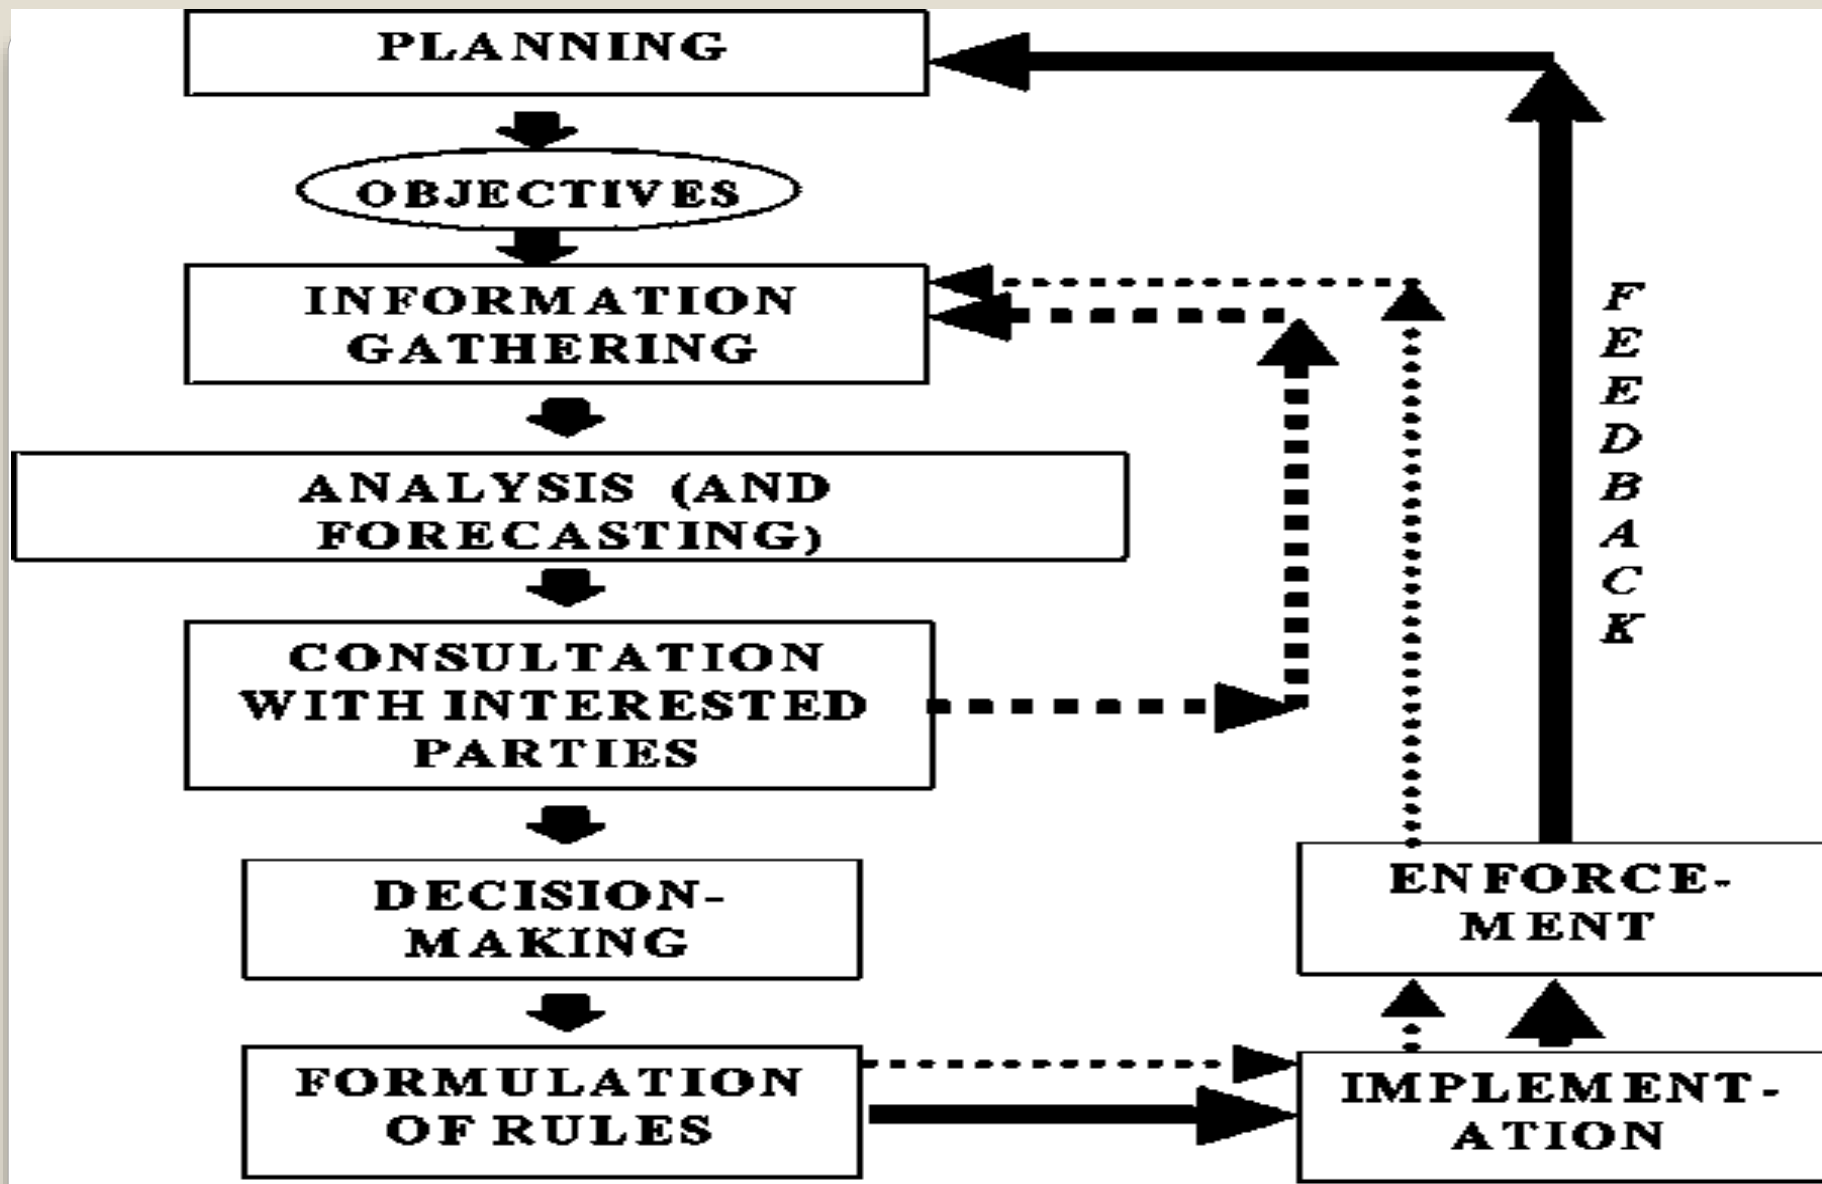 PLANNING
OBJECTIVES
INFORMATION
GATHERING
ANALYSIS (AND
FORECASTING)
CONSULTATION
WITH INTERESTED
PARTIES
DECISION-
MAKING
FORMULATION
OF RULES
IMPLEMENT-
ATION
ENFORCE-
MENT
FEEDBACK